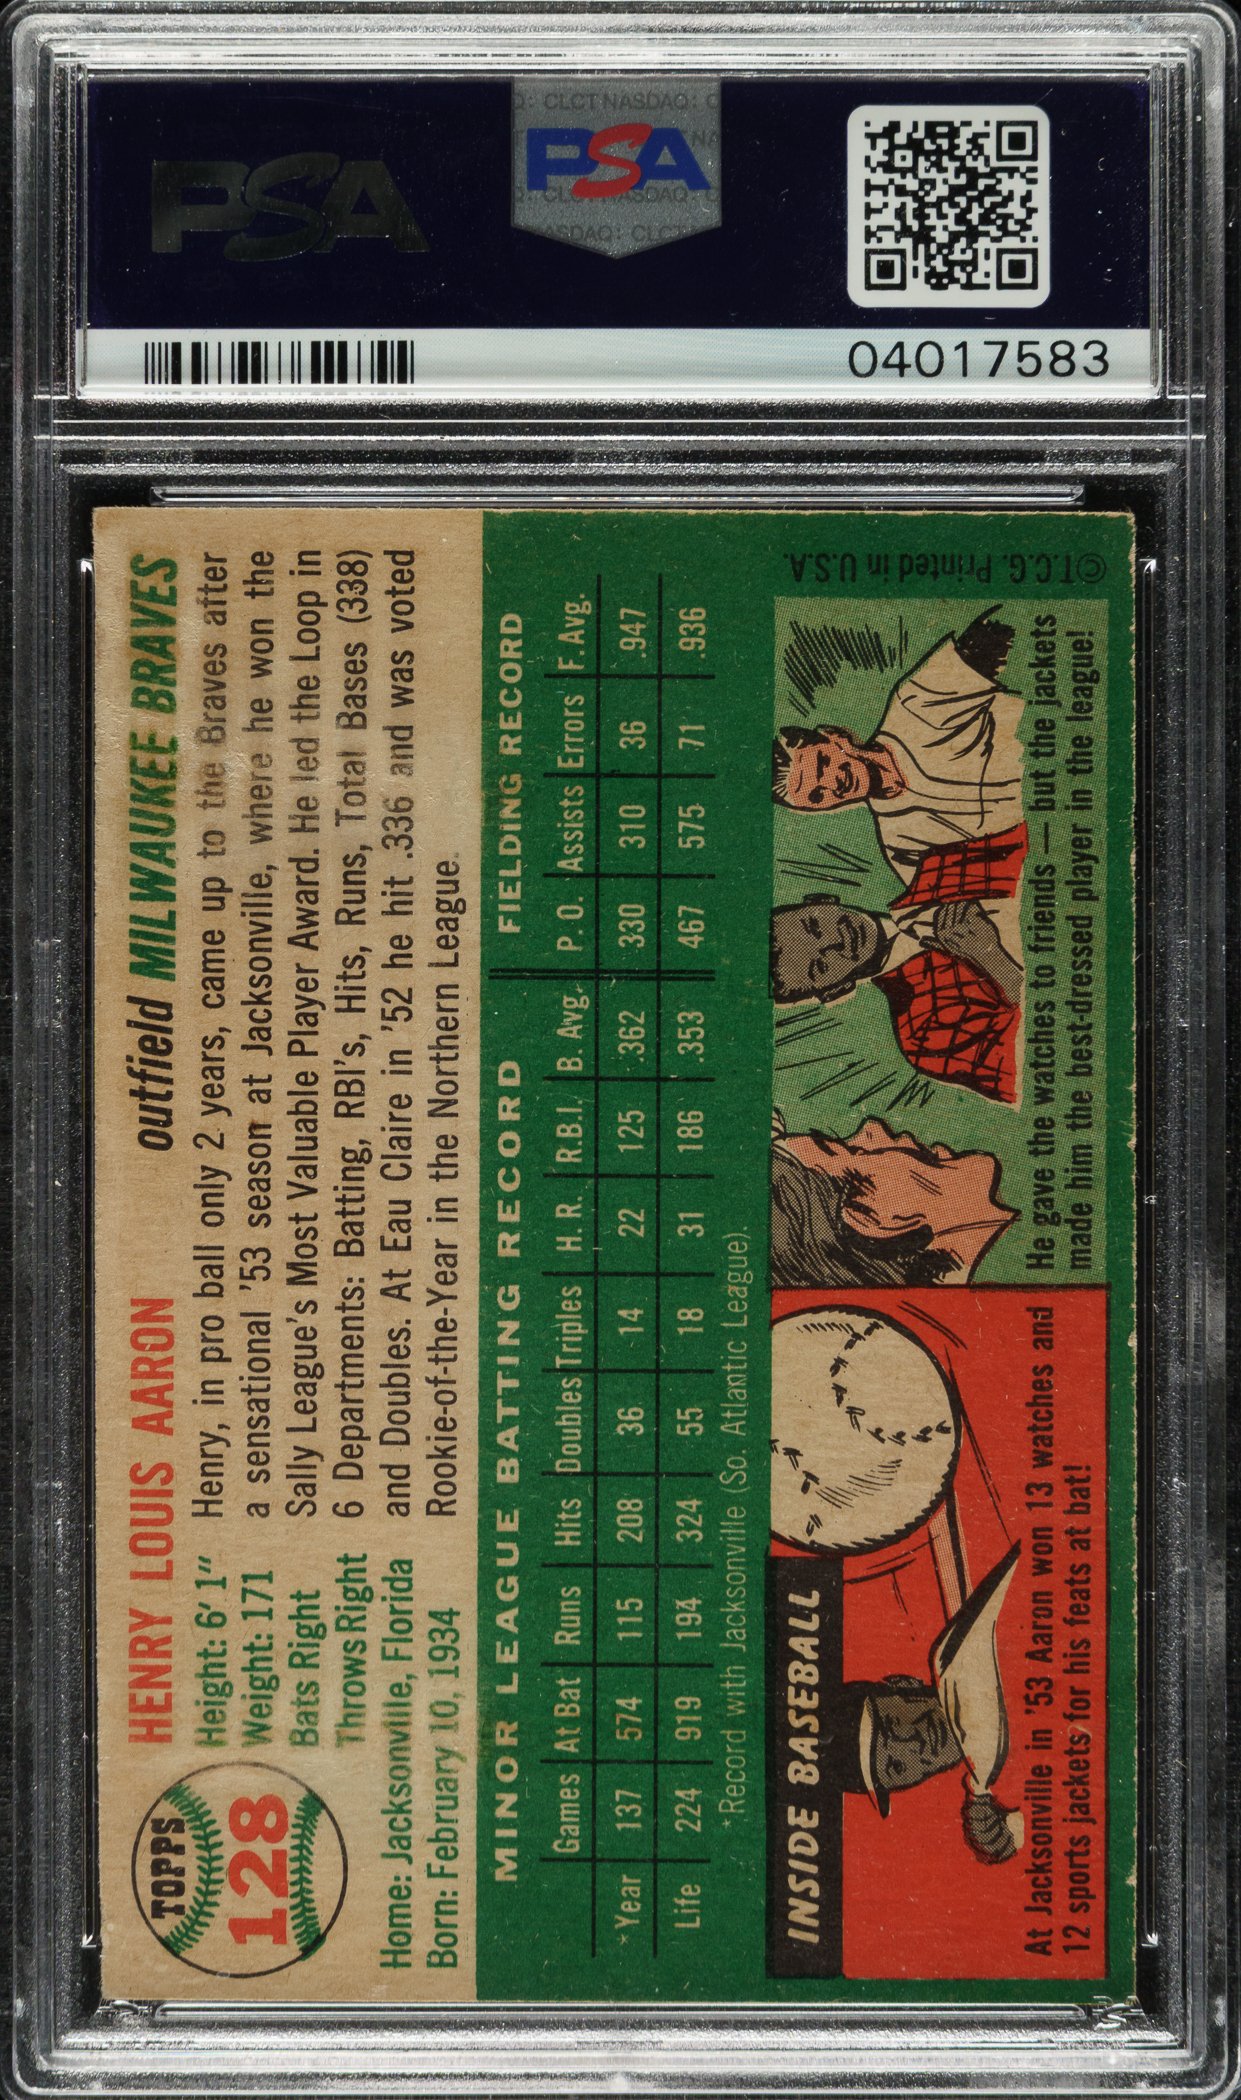 PSA
CLCT NASDAQ:
PSA
CLCT NASDAQ:
ASDAQ: CLCT
04017583
TOPPS
128
HENRY LOUIS AARON
outfield MILWAUKEE BRAVES
Height: 6' 1"
Weight: 171
Bats Right
Throws Right
Home: Jacksonville, Florida
Born: February 10, 1934
Henry, in pro ball only 2 years, came up to the Braves after
a sensational '53 season at Jacksonville, where he won the
Sally League's Most Valuable Player Award. He led the Loop in
6 Departments: Batting, RBI's, Hits, Runs, Total Bases (338)
and Doubles. At Eau Claire in '52 he hit .336 and was voted
Rookie-of-the-Year in the Northern League.
MINOR LEAGUE BATTING RECORD FIELDING RECORD
Games At Bat Runs Hits Doubles Triples H. R. R.B.I. B. Avg. P. O. Assists Errors F. Avg.
*Year 137 574 115 208 36 14 22 125 .362 330 310 36 .947
Life 224 919 194 324 55 18 31 186 .353 467 575 71 .936
*Record with Jacksonville (So. Atlantic League).
INSIDE BASEBALL
At Jacksonville in '53 Aaron won 13 watches and
12 sports jackets for his feats at bat!
He gave the watches to friends — but the jackets
made him the best-dressed player in the league!
©T.C.G. Printed in U.S.A.